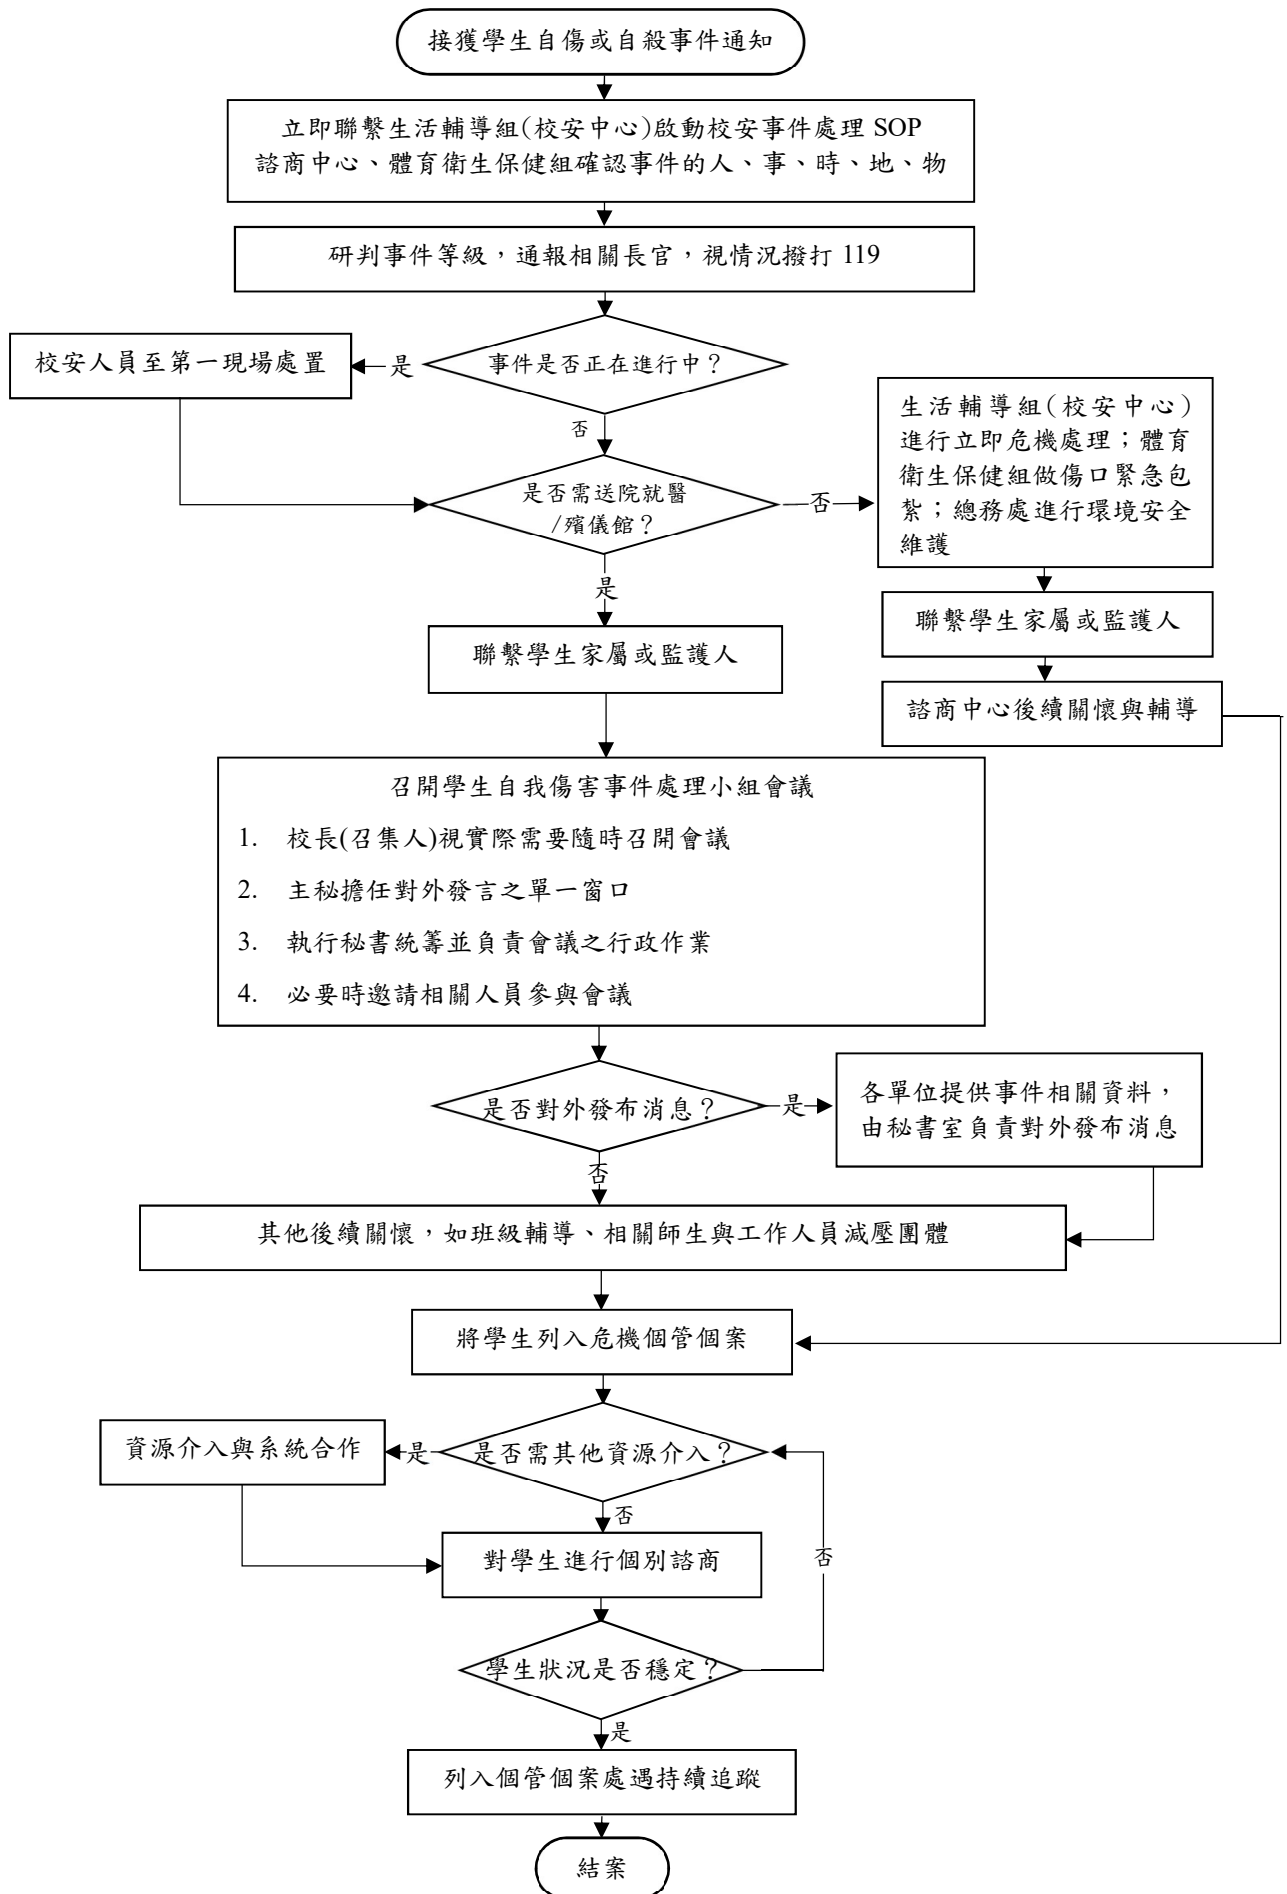 接獲學生自傷或自殺事件通知
立即聯繫生活輔導組(校安中心)啟動校安事件處理 SOP
諮商中心、體育衛生保健組確認事件的人、事、時、地、物
研判事件等級，通報相關長官，視情況撥打 119
事件是否正在進行中？
是
校安人員至第一現場處置
否
是否需送院就醫
/殯儀館？
否
生活輔導組(校安中心)
進行立即危機處理；體育
衛生保健組做傷口緊急包
紮；總務處進行環境安全
維護
聯繫學生家屬或監護人
諮商中心後續關懷與輔導
是
聯繫學生家屬或監護人
召開學生自我傷害事件處理小組會議
1. 校長(召集人)視實際需要隨時召開會議
2. 主秘擔任對外發言之單一窗口
3. 執行秘書統籌並負責會議之行政作業
4. 必要時邀請相關人員參與會議
是否對外發布消息？
是
各單位提供事件相關資料，
由秘書室負責對外發布消息
否
其他後續關懷，如班級輔導、相關師生與工作人員減壓團體
將學生列入危機個管個案
是否需其他資源介入？
是
資源介入與系統合作
否
對學生進行個別諮商
否
學生狀況是否穩定？
是
列入個管個案處遇持續追蹤
結案